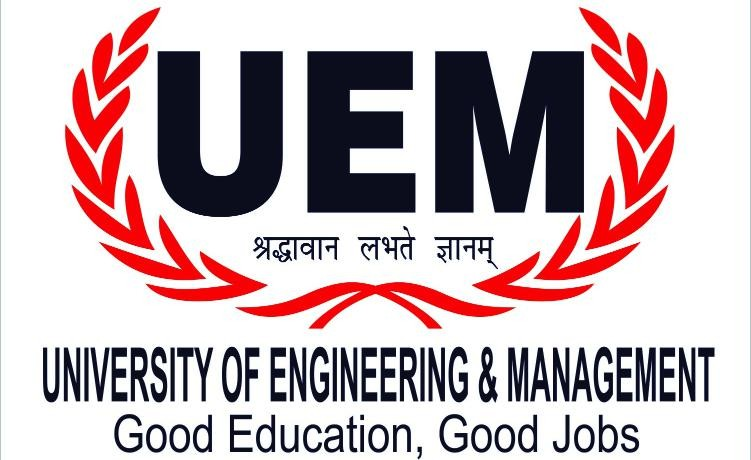 UEM
श्रद्धावान लभते ज्ञानम्
UNIVERSITY OF ENGINEERING & MANAGEMENT
Good Education, Good Jobs